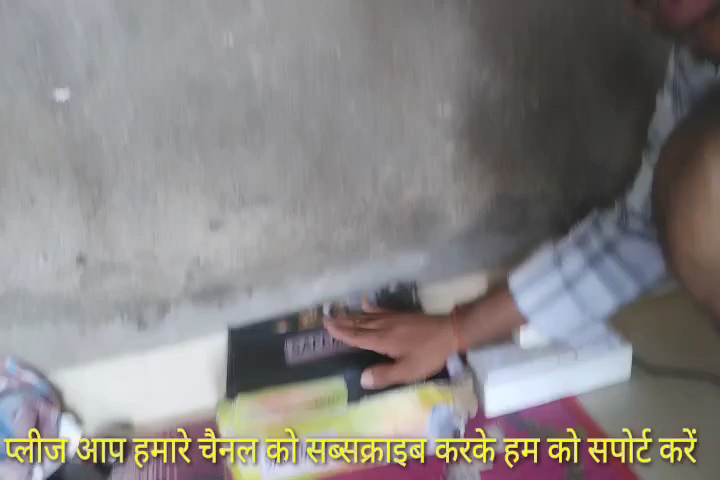 प्लीज आप हमारे चैनल को सब्सक्राइब करके हम को सपोर्ट करें